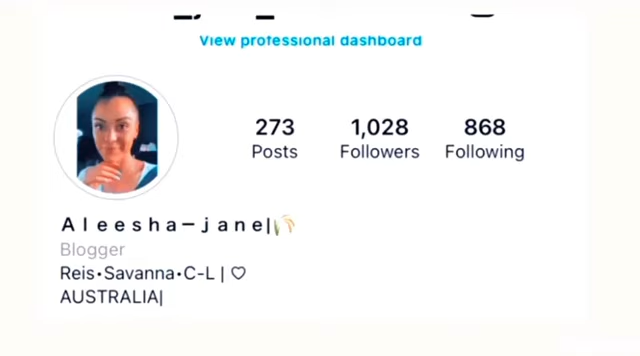 View professional dashboard
273 1,028 868
Posts Followers Following
Aleesha-jane|
Blogger
Reis•Savanna•C-L | ♡
AUSTRALIA|